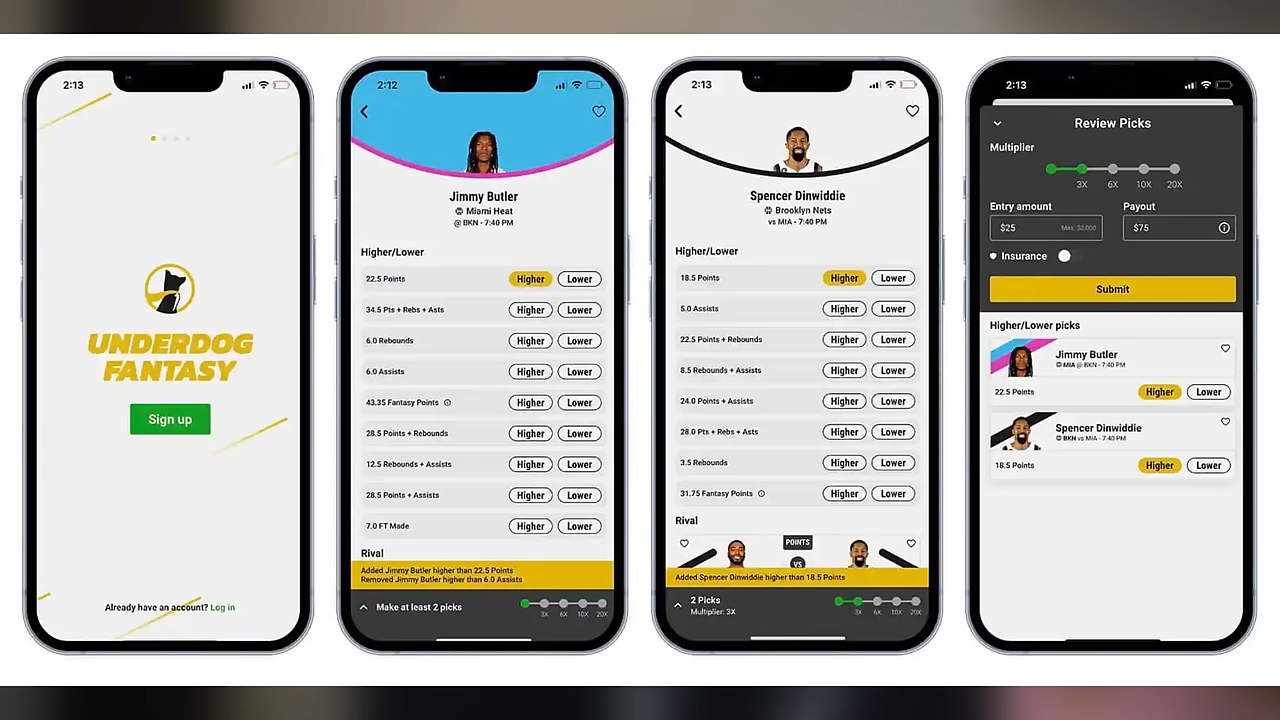 2:13
UNDERDOG
FANTASY
Sign up
Already have an account? Log in
2:12
Jimmy Butler
Miami Heat
@ BKN - 7:40 PM
Higher/Lower
22.5 Points Higher Lower
34.5 Pts + Rebs + Asts Higher Lower
6.0 Rebounds Higher Lower
6.0 Assists Higher Lower
43.35 Fantasy Points Higher Lower
28.5 Points + Rebounds Higher Lower
12.5 Rebounds + Assists Higher Lower
28.5 Points + Assists Higher Lower
7.0 FT Made Higher Lower
Rival
Added Jimmy Butler higher than 22.5 Points
Removed Jimmy Butler higher than 6.0 Assists
Make at least 2 picks
3X 6X 10X 20X
2:13
Spencer Dinwiddie
Brooklyn Nets
vs MIA - 7:40 PM
Higher/Lower
18.5 Points Higher Lower
5.0 Assists Higher Lower
22.5 Points + Rebounds Higher Lower
8.5 Rebounds + Assists Higher Lower
24.0 Points + Assists Higher Lower
28.0 Pts + Rebs + Asts Higher Lower
3.5 Rebounds Higher Lower
31.75 Fantasy Points Higher Lower
Rival
POINTS
VS
Added Spencer Dinwiddie higher than 18.5 Points
2 Picks
Multiplier: 3X
3X 6X 10X 20X
2:13
Review Picks
Multiplier
3X 6X 10X 20X
Entry amount Payout
$25 Max. $2,000 $75
Insurance
Submit
Higher/Lower picks
Jimmy Butler
MIA @ BKN - 7:40 PM
22.5 Points Higher Lower
Spencer Dinwiddie
BKN vs MIA - 7:40 PM
18.5 Points Higher Lower